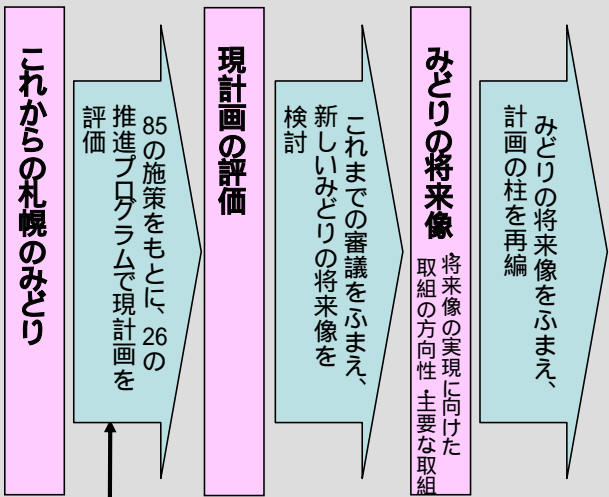 これからの札幌のみどり
85の施策をもとに、26の
推進プログラムで現計画を
評価
現計画の評価
これまでの審議をふまえ、
新しいみどりの将来像を
検討
みどりの将来像
・将来像の実現に向けた
取組の方向性・主要な取組
みどりの将来像をふまえ、
計画の柱を再編